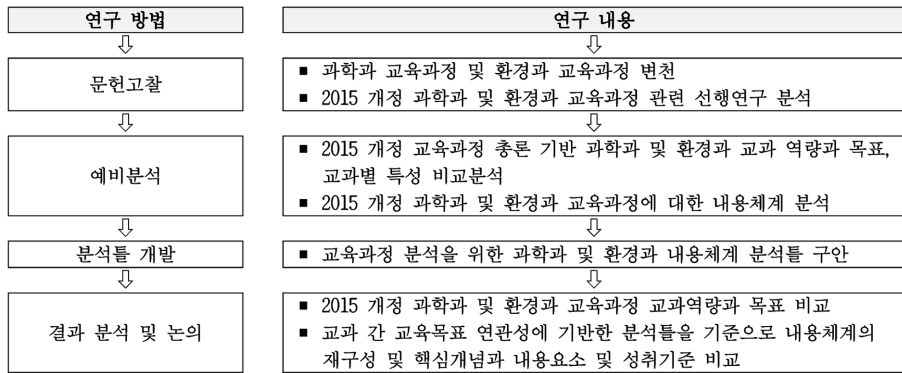 연구 방법
연구 내용
문헌고찰
▪ 과학과 교육과정 및 환경과 교육과정 변천
▪ 2015 개정 과학과 및 환경과 교육과정 관련 선행연구 분석
예비분석
▪ 2015 개정 교육과정 총론 기반 과학과 및 환경과 교과 역량과 목표,
교과별 특성 비교분석
▪ 2015 개정 과학과 및 환경과 교육과정에 대한 내용체계 분석
분석틀 개발
▪ 교육과정 분석을 위한 과학과 및 환경과 내용체계 분석틀 구안
결과 분석 및 논의
▪ 2015 개정 과학과 및 환경과 교육과정 교과역량과 목표 비교
▪ 교과 간 교육목표 연관성에 기반한 분석틀을 기준으로 내용체계의
재구성 및 핵심개념과 내용요소 및 성취기준 비교